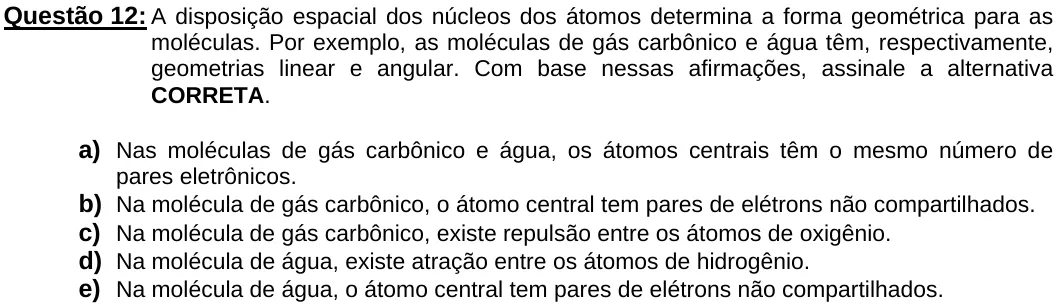 Questão 12: A disposição espacial dos núcleos dos átomos determina a forma geométrica para as
moléculas. Por exemplo, as moléculas de gás carbônico e água têm, respectivamente,
geometrias linear e angular. Com base nessas afirmações, assinale a alternativa
CORRETA.
a) Nas moléculas de gás carbônico e água, os átomos centrais têm o mesmo número de
pares eletrônicos.
b) Na molécula de gás carbônico, o átomo central tem pares de elétrons não compartilhados.
c) Na molécula de gás carbônico, existe repulsão entre os átomos de oxigênio.
d) Na molécula de água, existe atração entre os átomos de hidrogênio.
e) Na molécula de água, o átomo central tem pares de elétrons não compartilhados.